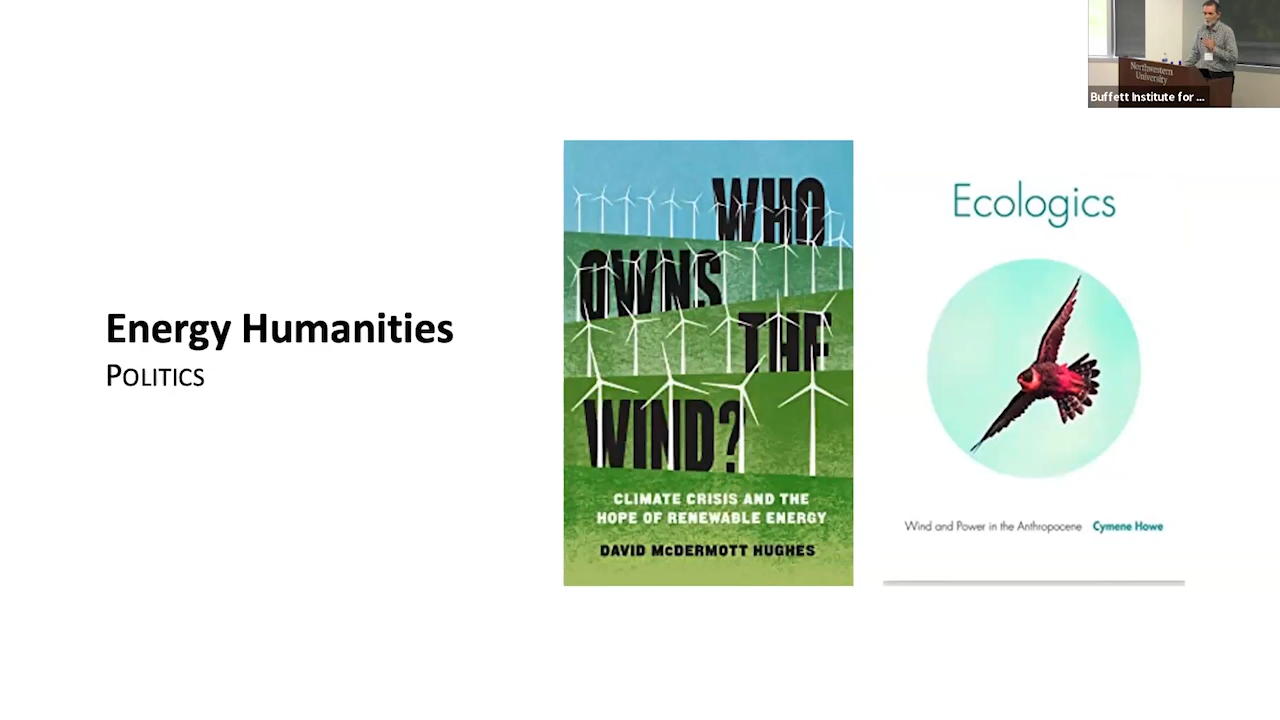 Northwestern
University
Buffett Institute for ...
Energy Humanities
POLITICS
WHO
OWNS
THE
WIND?
CLIMATE CRISIS AND THE
HOPE OF RENEWABLE ENERGY
DAVID McDERMOTT HUGHES
Ecologics
Wind and Power in the Anthropocene Cymene Howe